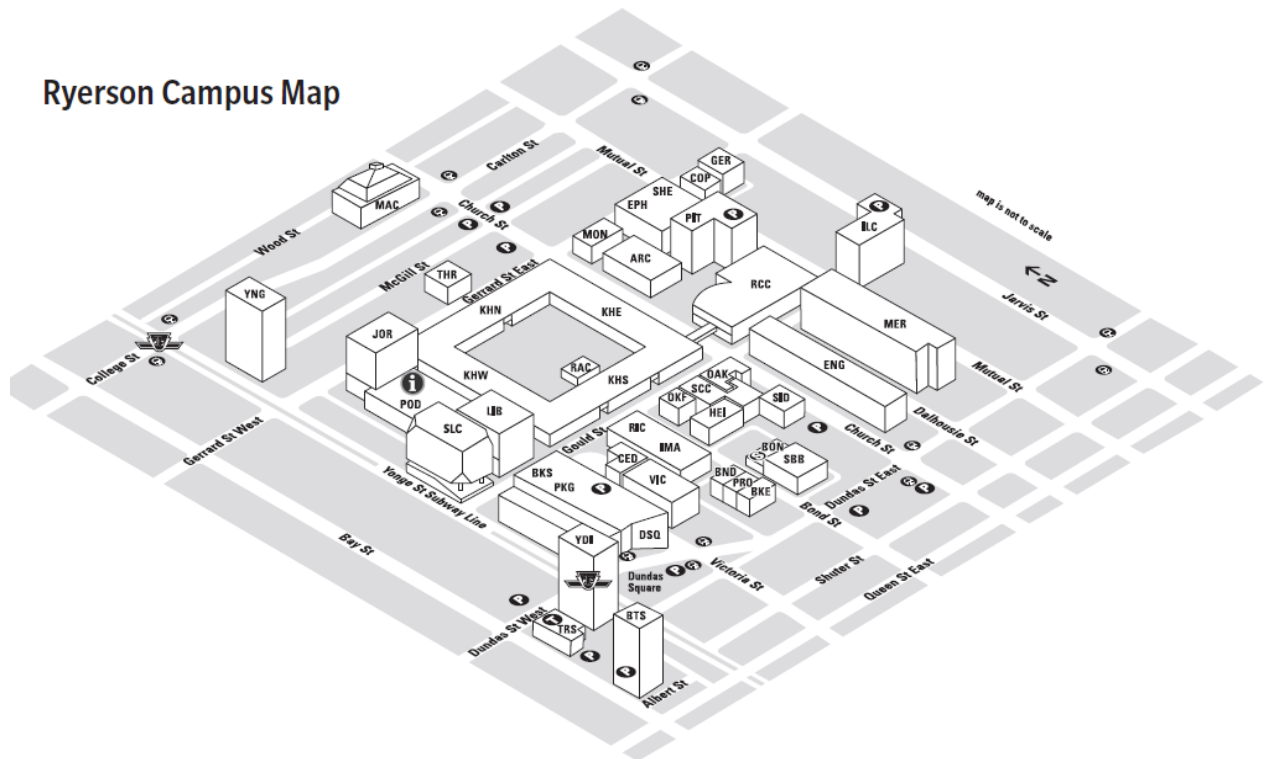 Ryerson Campus Map
Carlton St
Mutual St
GER
COP
SHE
EPH
PIT
P
MAC
Church St
P
P
P
Wood St
MON
ARC
P
ILC
map is not to scale
N
McGill St
THR
Gerrard St East
RCC
YNG
KHN
KHE
Jarvis St
MER
JOR
College St
RAC
ENG
KHW
KHS
OAK
SCC
Mutual St
i
POD
LIB
OKF
HEI
SID
Dalhousie St
SLC
Gould St
RIC
P
Church St
Gerrard St West
IMA
BON
SBB
CED
BKS
PKG
VIC
BND
PRO
BKE
Dundas St East
P
P
P
Yonge St Subway Line
Bond St
Bay St
YDI
DSQ
Dundas
Square
P
Victoria St
Shuter St
Queen St East
P
Dundas St West
T
TRS
BTS
P
P
Albert St